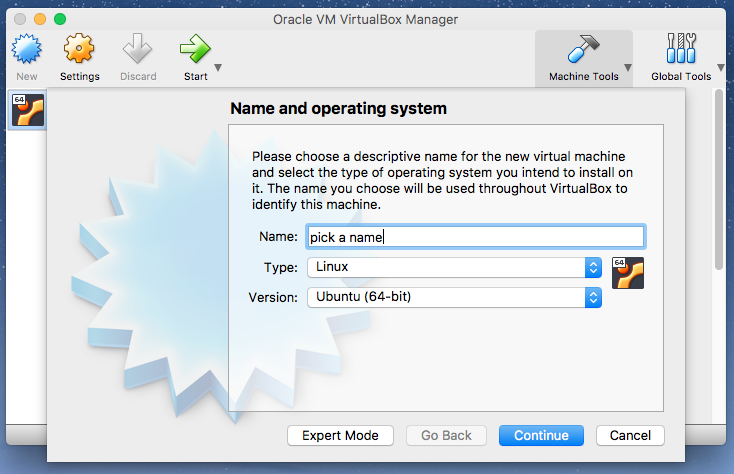 Oracle VM VirtualBox Manager
New
Settings
Discard
Start
Machine Tools
Global Tools
64
Name and operating system
Please choose a descriptive name for the new virtual machine
and select the type of operating system you intend to install on
it. The name you choose will be used throughout VirtualBox to
identify this machine.
Name: pick a name
Type: Linux
64
Version: Ubuntu (64-bit)
Expert Mode
Go Back
Continue
Cancel